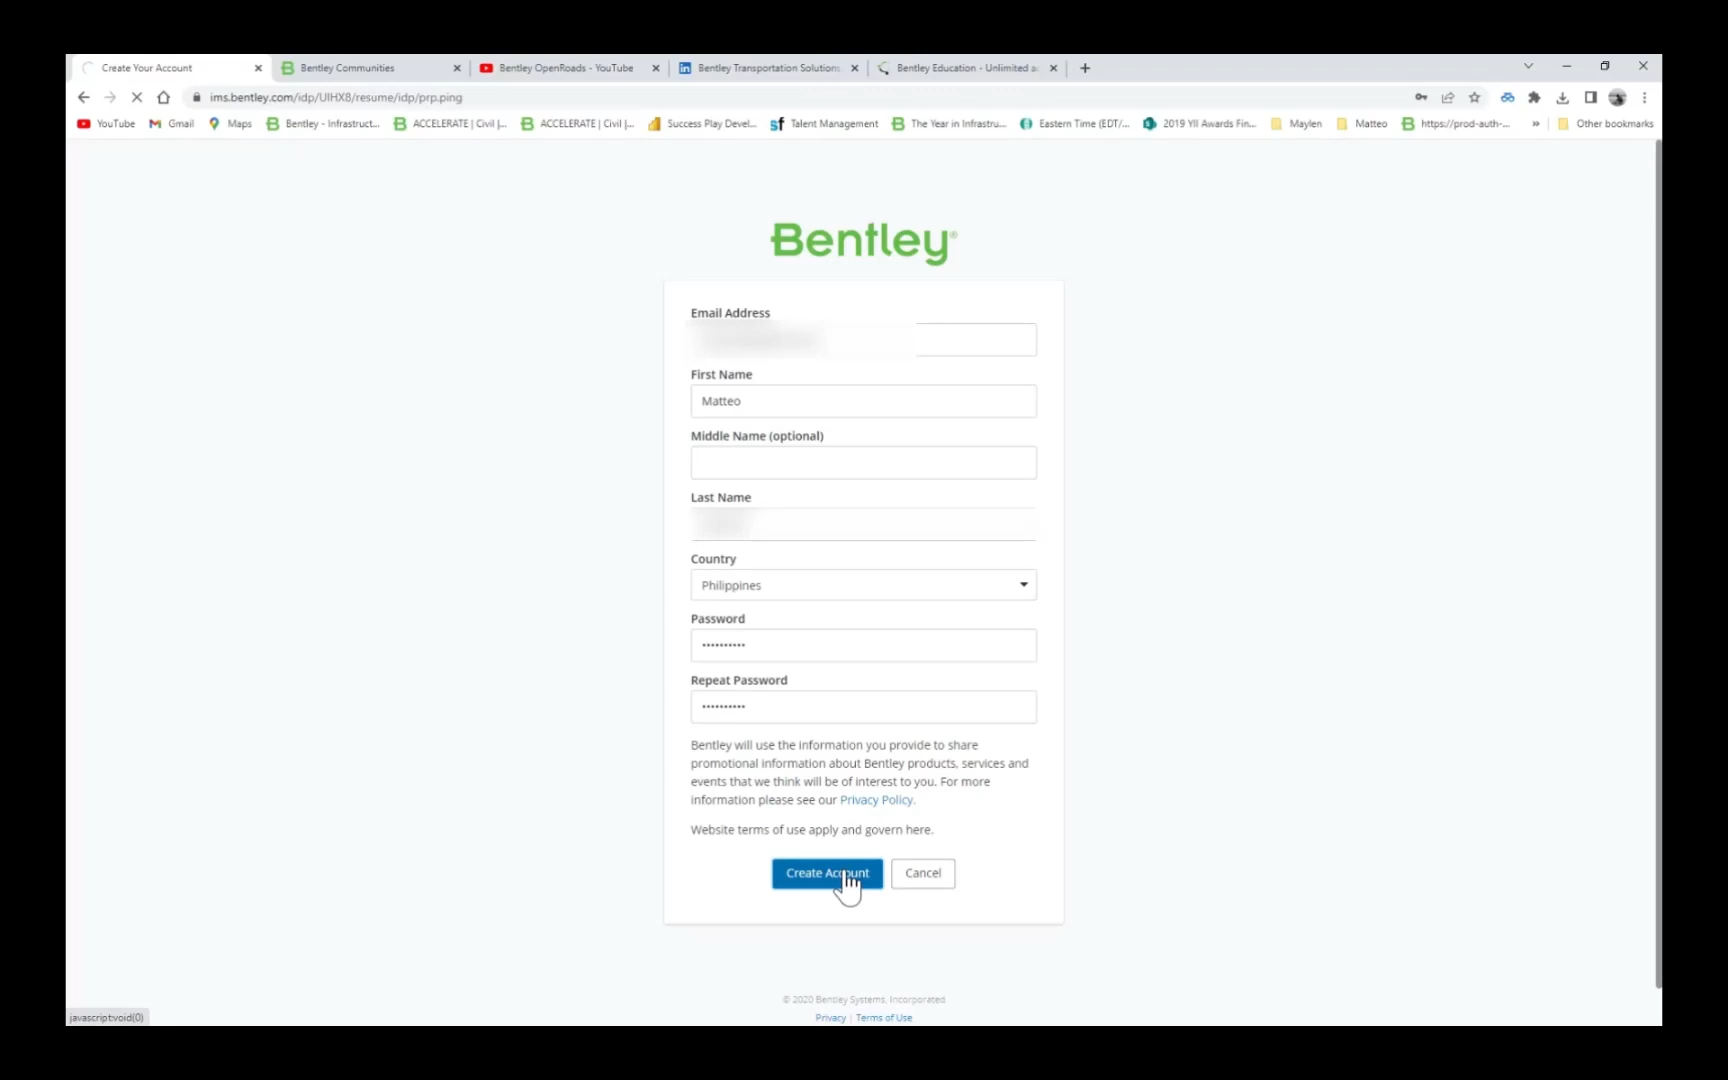 Create Your Account
Bentley Communities
Bentley OpenRoads - YouTube
Bentley Transportation Solutions
Bentley Education - Unlimited a
ims.bentley.com/idp/UIHX8/resume/idp/prp.ping
YouTube
Gmail
Maps
Bentley - Infrastruct...
ACCELERATE | Civil |...
ACCELERATE | Civil |...
Success Play Devel...
sf Talent Management
The Year in Infrastru...
Eastern Time (EDT/...
2019 YII Awards Fin...
Maylen
Matteo
https://prod-auth-...
»
Other bookmarks
Bentley®
Email Address
First Name
Matteo
Middle Name (optional)
Last Name
Country
Philippines
Password
••••••••••
Repeat Password
••••••••••
Bentley will use the information you provide to share
promotional information about Bentley products, services and
events that we think will be of interest to you. For more
information please see our Privacy Policy.
Website terms of use apply and govern here.
Create Account
Cancel
© 2020 Bentley Systems, Incorporated
Privacy | Terms of Use
javascript:void(0)